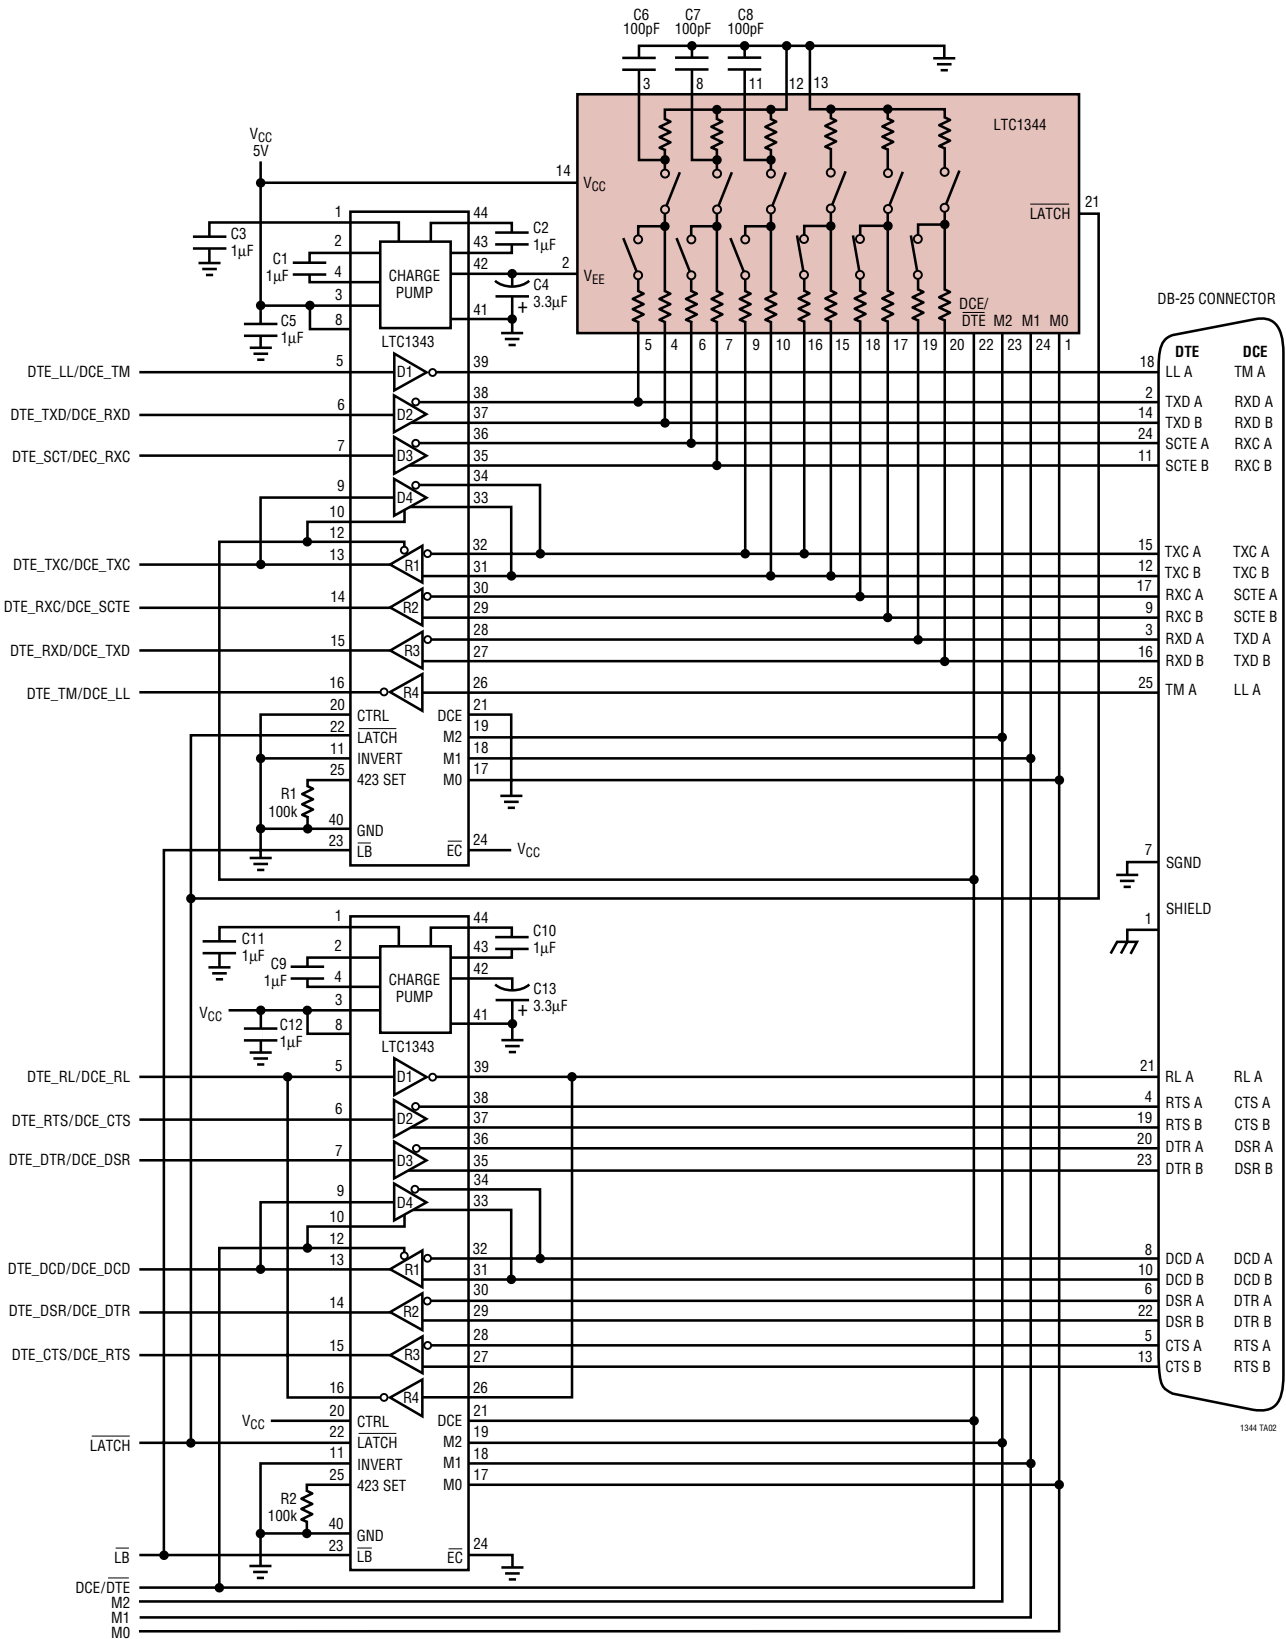 C6 C7 C8
100pF 100pF 100pF
3 8 11 12 13
LTC1344
VCC
5V
14 VCC
21
LATCH
1 44
C3 1µF
C2 1µF
2 43
C1 1µF
4 42
CHARGE PUMP
2 VEE
C4 3.3µF
+
3 41
8
C5 1µF
LTC1343
DCE/DTE M2 M1 M0
5 4 6 7 9 10 16 15 18 17 19 20 22 23 24 1
DB-25 CONNECTOR
DTE DCE
DTE_LL/DCE_TM 5 D1 39 18 LL A TM A
38 2 TXD A RXD A
DTE_TXD/DCE_RXD 6 D2 37 14 TXD B RXD B
36 24 SCTE A RXC A
DTE_SCT/DEC_RXC 7 D3 35 11 SCTE B RXC B
9 D4 34
10 33
12
32 15 TXC A TXC A
DTE_TXC/DCE_TXC 13 R1 31 12 TXC B TXC B
30 17 RXC A SCTE A
DTE_RXC/DCE_SCTE 14 R2 29 9 RXC B SCTE B
28 3 RXD A TXD A
DTE_RXD/DCE_TXD 15 R3 27 16 RXD B TXD B
DTE_TM/DCE_LL 16 R4 26 25 TM A LL A
20 CTRL DCE 21
22 LATCH M2 19
11 INVERT M1 18
25 423 SET M0 17
R1 100k
40 GND
23 LB EC 24 VCC
7 SGND
SHIELD
1
1 44
C11 1µF
C10 1µF
2 43
C9 1µF
4 42
CHARGE PUMP
C13 3.3µF
+
VCC 3 41
8
C12 1µF
LTC1343
DTE_RL/DCE_RL 5 D1 39 21 RL A RL A
38 4 RTS A CTS A
DTE_RTS/DCE_CTS 6 D2 37 19 RTS B CTS B
36 20 DTR A DSR A
DTE_DTR/DCE_DSR 7 D3 35 23 DTR B DSR B
9 D4 34
10 33
12
32 8 DCD A DCD A
DTE_DCD/DCE_DCD 13 R1 31 10 DCD B DCD B
30 6 DSR A DTR A
DTE_DSR/DCE_DTR 14 R2 29 22 DSR B DTR B
28 5 CTS A RTS A
DTE_CTS/DCE_RTS 15 R3 27 13 CTS B RTS B
16 R4 26
VCC 20 CTRL DCE 21
1344 TA02
LATCH 22 LATCH M2 19
11 INVERT M1 18
25 423 SET M0 17
R2 100k
40 GND
LB 23 LB EC 24
DCE/DTE
M2
M1
M0